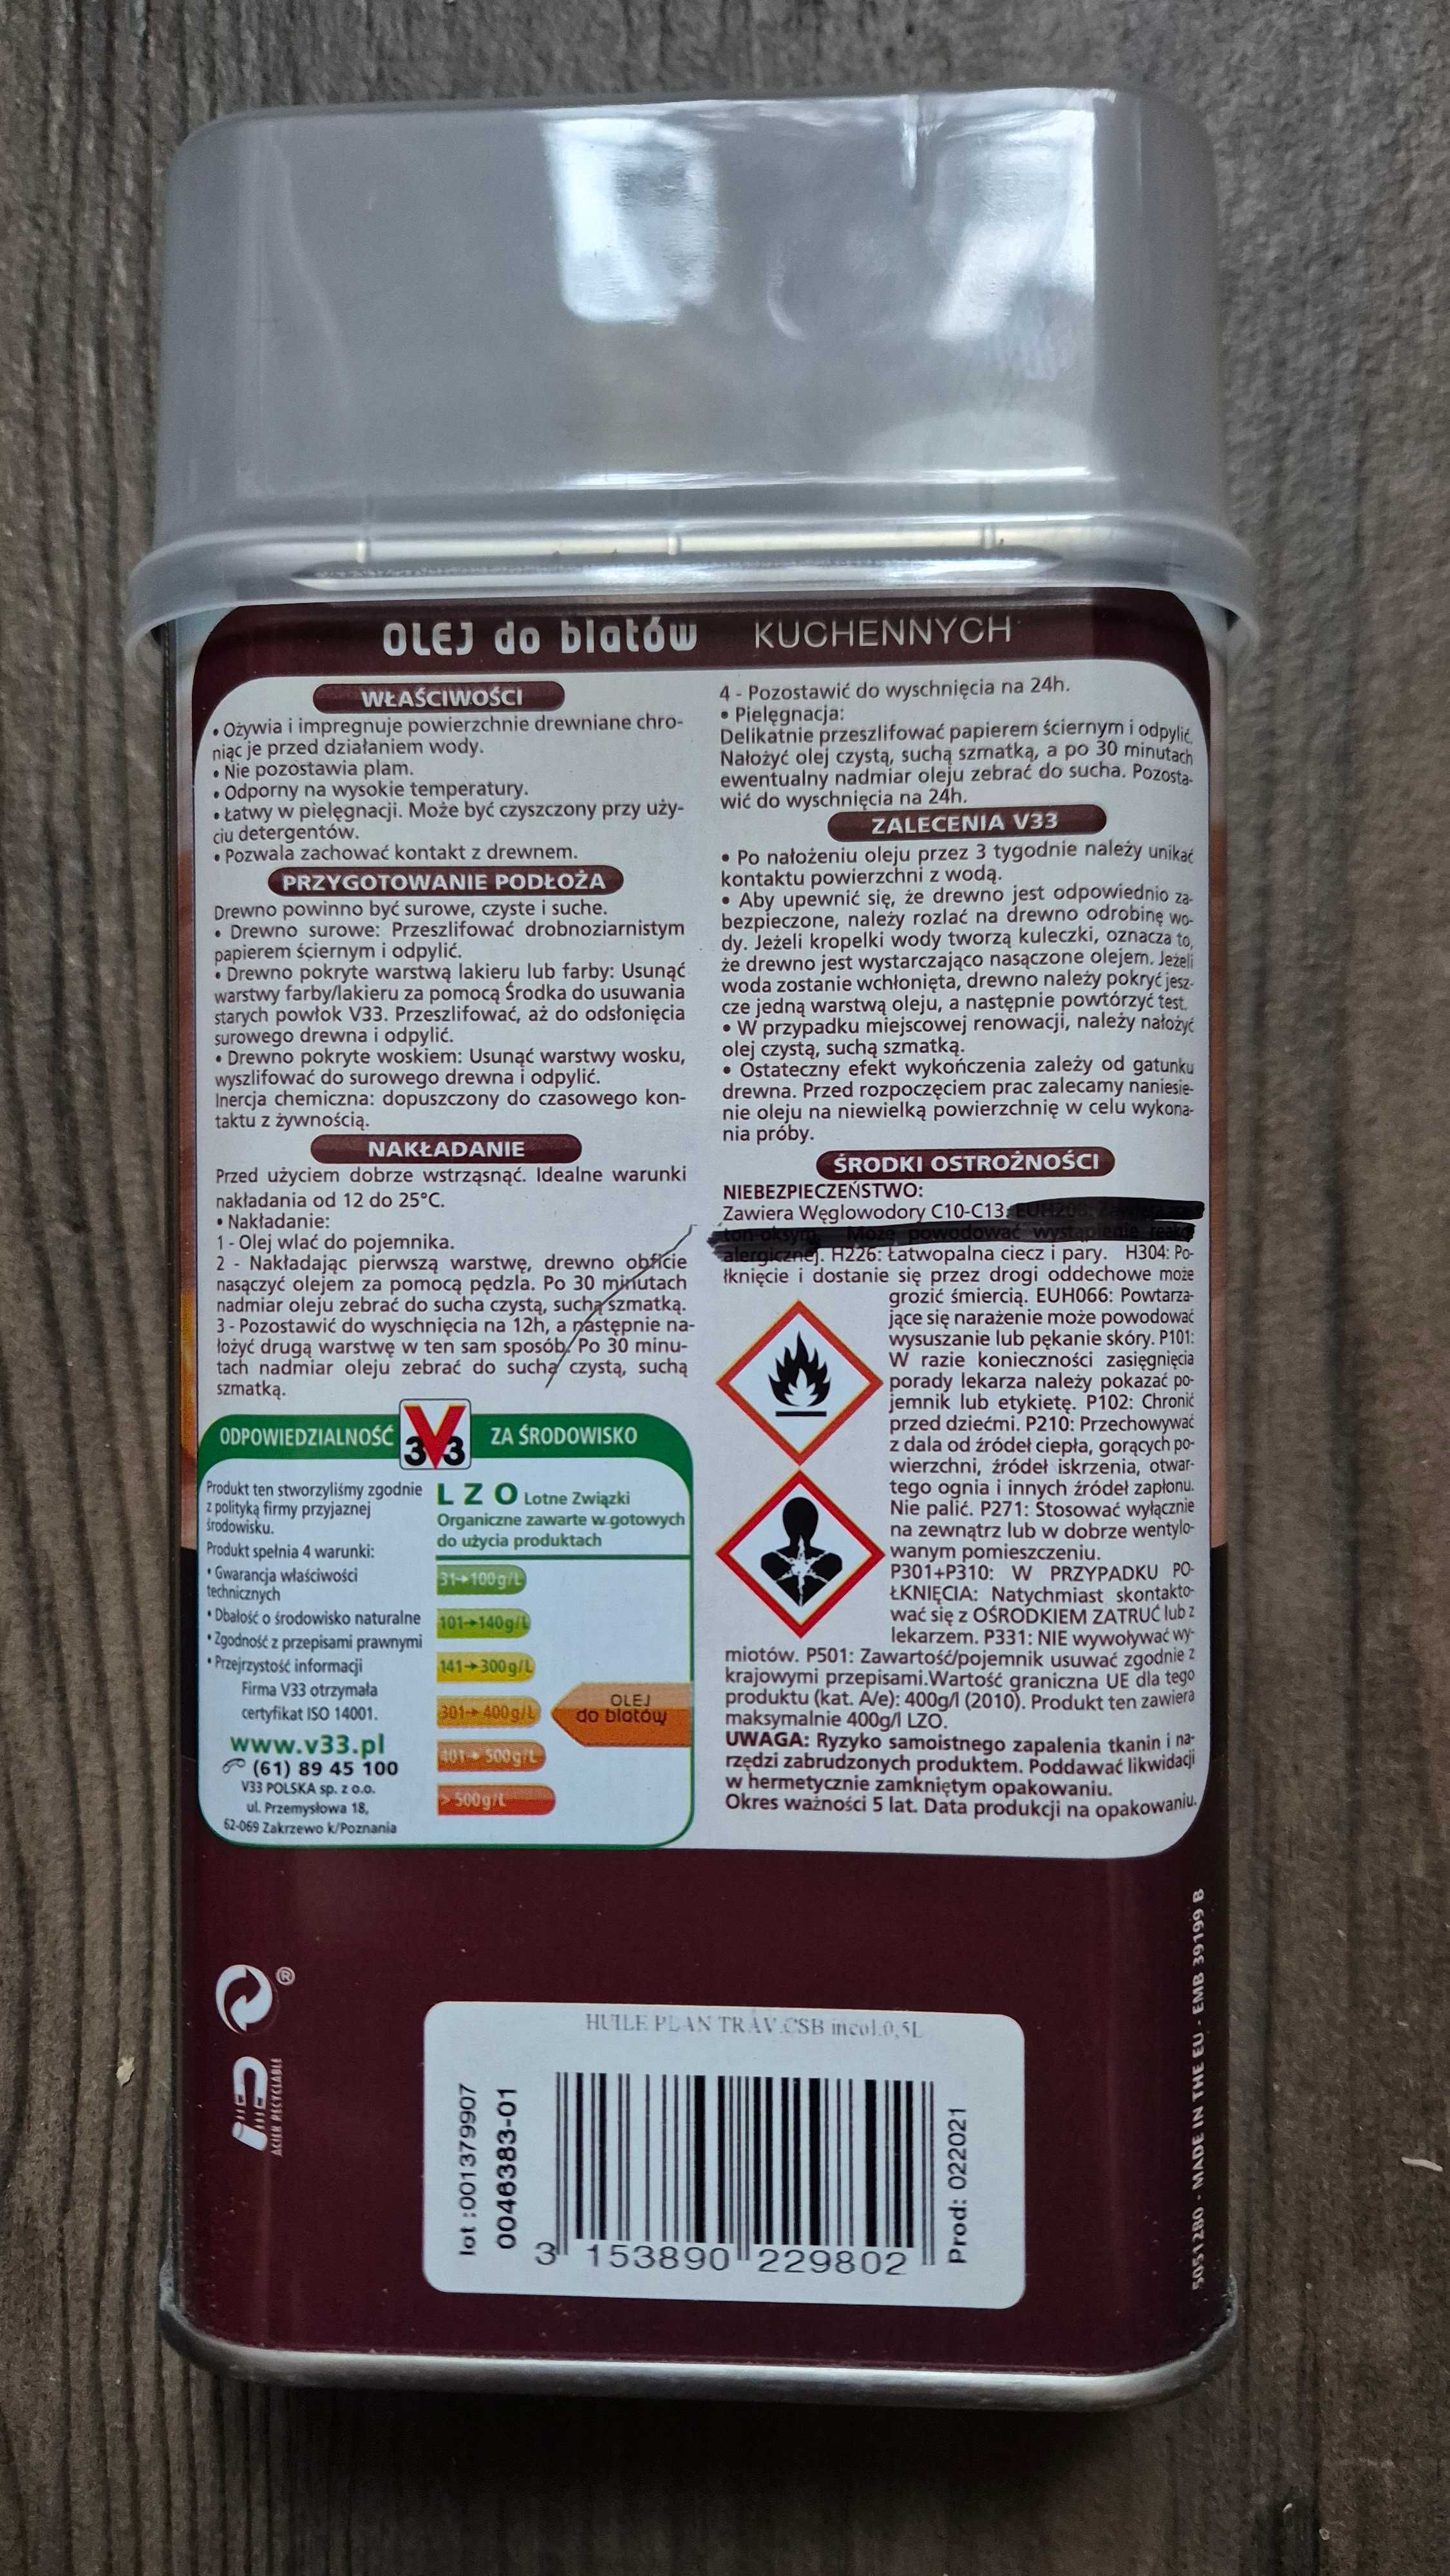 OLEJ do blatów KUCHENNYCH
WŁAŚCIWOŚCI
• Ożywia i impregnuje powierzchnie drewniane chro-
niąc je przed działaniem wody.
• Nie pozostawia plam.
• Odporny na wysokie temperatury.
• Łatwy w pielęgnacji. Może być czyszczony przy uży-
ciu detergentów.
• Pozwala zachować kontakt z drewnem.
PRZYGOTOWANIE PODŁOŻA
Drewno powinno być surowe, czyste i suche.
• Drewno surowe: Przeszlifować drobnoziarnistym
papierem ściernym i odpylić.
• Drewno pokryte warstwą lakieru lub farby: Usunąć
warstwy farby/lakieru za pomocą Środka do usuwania
starych powłok V33. Przeszlifować, aż do odsłonięcia
surowego drewna i odpylić.
• Drewno pokryte woskiem: Usunąć warstwy wosku,
wyszlifować do surowego drewna i odpylić.
Inercja chemiczna: dopuszczony do czasowego kon-
taktu z żywnością.
NAKŁADANIE
Przed użyciem dobrze wstrząsnąć. Idealne warunki
nakładania od 12 do 25°C.
• Nakładanie:
1 - Olej wlać do pojemnika.
2 - Nakładając pierwszą warstwę, drewno obficie
nasączyć olejem za pomocą pędzla. Po 30 minutach
nadmiar oleju zebrać do sucha czystą, suchą szmatką.
3 - Pozostawić do wyschnięcia na 12h, a następnie na-
łożyć drugą warstwę w ten sam sposób. Po 30 minu-
tach nadmiar oleju zebrać do sucha czystą, suchą
szmatką.
4 - Pozostawić do wyschnięcia na 24h.
• Pielęgnacja:
Delikatnie przeszlifować papierem ściernym i odpylić.
Nałożyć olej czystą, suchą szmatką, a po 30 minutach
ewentualny nadmiar oleju zebrać do sucha. Pozosta-
wić do wyschnięcia na 24h.
ZALECENIA V33
• Po nałożeniu oleju przez 3 tygodnie należy unikać
kontaktu powierzchni z wodą.
• Aby upewnić się, że drewno jest odpowiednio za-
bezpieczone, należy rozlać na drewno odrobinę wo-
dy. Jeżeli kropelki wody tworzą kuleczki, oznacza to,
że drewno jest wystarczająco nasączone olejem. Jeżeli
woda zostanie wchłonięta, drewno należy pokryć jesz-
cze jedną warstwą oleju, a następnie powtórzyć test.
• W przypadku miejscowej renowacji, należy nałożyć
olej czystą, suchą szmatką.
• Ostateczny efekt wykończenia zależy od gatunku
drewna. Przed rozpoczęciem prac zalecamy naniesie-
nie oleju na niewielką powierzchnię w celu wykona-
nia próby.
ŚRODKI OSTROŻNOŚCI
NIEBEZPIECZEŃSTWO:
Zawiera Węglowodory C10-C13.
Może powodować wystąpienie
alergicznej. H226: Łatwopalna ciecz i pary. H304: Po-
łknięcie i dostanie się przez drogi oddechowe może
grozić śmiercią. EUH066: Powtarza-
jące się narażenie może powodować
wysuszanie lub pękanie skóry. P101:
W razie konieczności zasięgnięcia
porady lekarza należy pokazać po-
jemnik lub etykietę. P102: Chronić
przed dziećmi. P210: Przechowywać
z dala od źródeł ciepła, gorących po-
wierzchni, źródeł iskrzenia, otwar-
tego ognia i innych źródeł zapłonu.
Nie palić. P271: Stosować wyłącznie
na zewnątrz lub w dobrze wentylo-
wanym pomieszczeniu.
P301+P310: W PRZYPADKU PO-
ŁKNIĘCIA: Natychmiast skontakto-
wać się z OŚRODKIEM ZATRUĆ lub z
lekarzem. P331: NIE wywoływać wy-
miotów. P501: Zawartość/pojemnik usuwać zgodnie z
krajowymi przepisami.Wartość graniczna UE dla tego
produktu (kat. A/e): 400g/l (2010). Produkt ten zawiera
maksymalnie 400g/l LZO.
UWAGA: Ryzyko samoistnego zapalenia tkanin i na-
rzędzi zabrudzonych produktem. Poddawać likwidacji
w hermetycznie zamkniętym opakowaniu.
Okres ważności 5 lat. Data produkcji na opakowaniu.
ODPOWIEDZIALNOŚĆ V33 ZA ŚRODOWISKO
Produkt ten stworzyliśmy zgodnie
z polityką firmy przyjaznej
środowisku.
Produkt spełnia 4 warunki:
• Gwarancja właściwości
technicznych
• Dbałość o środowisko naturalne
• Zgodność z przepisami prawnymi
• Przejrzystość informacji
Firma V33 otrzymała
certyfikat ISO 14001.
www.v33.pl
(61) 89 45 100
V33 POLSKA sp. z o.o.
ul. Przemysłowa 18,
62-069 Zakrzewo k/Poznania
LZO Lotne Związki
Organiczne zawarte w gotowych
do użycia produktach
31→100g/L
101→140g/L
141→300g/L
301→400g/L
OLEJ
do blatów
401→500g/L
> 500g/L
®
ACIER RECYCLABLE
HUILE PLAN TRAV.CSB incol.0,5L
lot :001379907
0046383-01
3 153890 229802
Prod: 022021
5051280 - MADE IN THE EU - EMB 39199 B